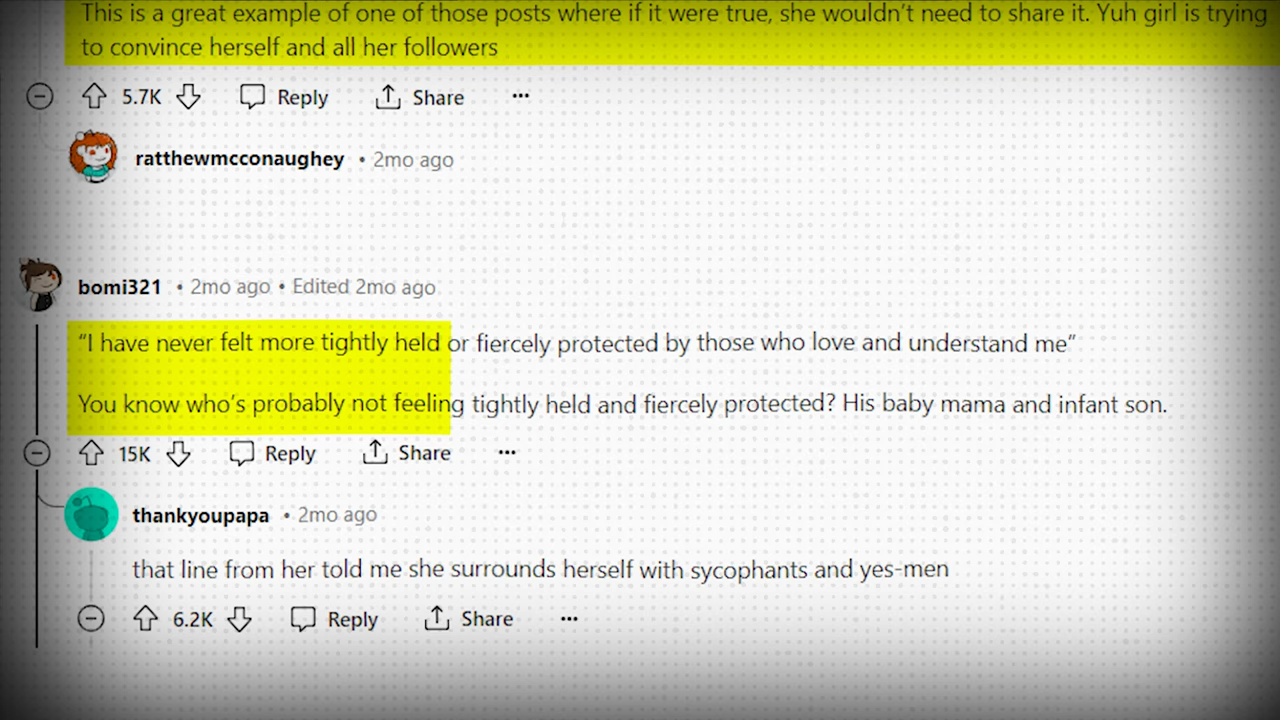 This is a great example of one of those posts where if it were true, she wouldn’t need to share it. Yuh girl is trying
to convince herself and all her followers
5.7K Reply Share ...
ratthewmcconaughey • 2mo ago
bomi321 • 2mo ago • Edited 2mo ago
“I have never felt more tightly held or fiercely protected by those who love and understand me”
You know who’s probably not feeling tightly held and fiercely protected? His baby mama and infant son.
15K Reply Share ...
thankyoupapa • 2mo ago
that line from her told me she surrounds herself with sycophants and yes-men
6.2K Reply Share ...